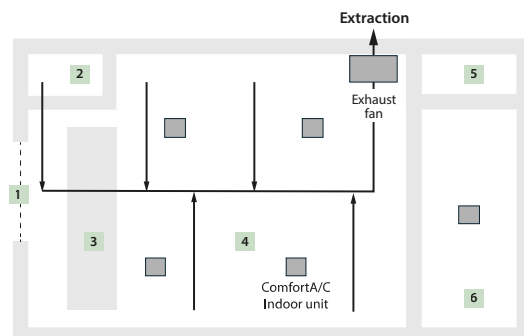 Extraction
2
5
Exhaust
fan
1
3
4
ComfortA/C
Indoor unit
6